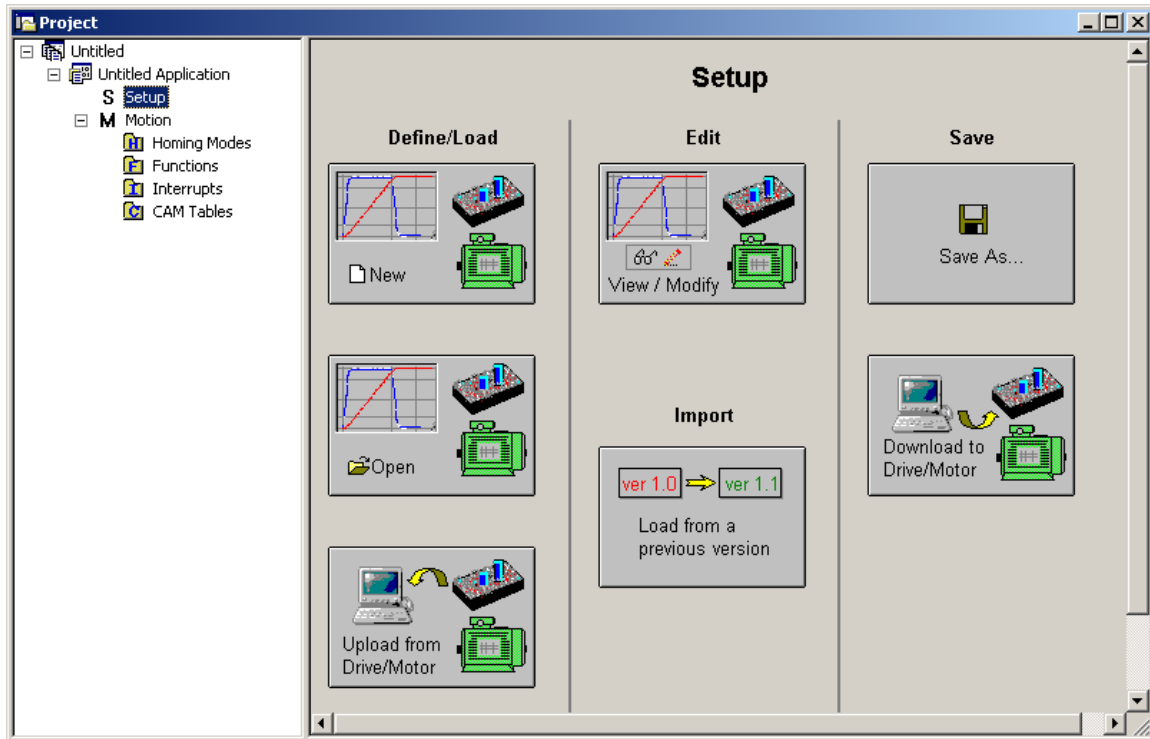 Project
Untitled
Untitled Application
S Setup
M Motion
H Homing Modes
F Functions
I Interrupts
C CAM Tables
Setup
Define/Load
New
Open
Upload from
Drive/Motor
Edit
View / Modify
Import
ver 1.0 ver 1.1
Load from a
previous version
Save
Save As...
Download to
Drive/Motor